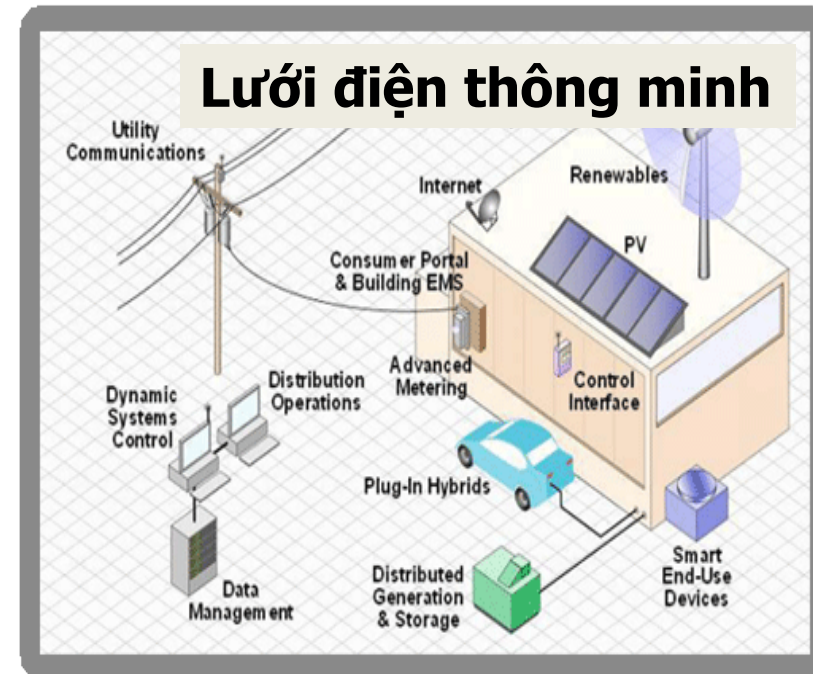 Lưới điện thông minh
Utility
Communications
Internet
Renewables
PV
Consumer Portal
& Building EMS
Advanced
Metering
Control
Interface
Dynamic
Systems
Control
Distribution
Operations
Plug-In Hybrids
Data
Management
Distributed
Generation
& Storage
Smart
End-Use
Devices